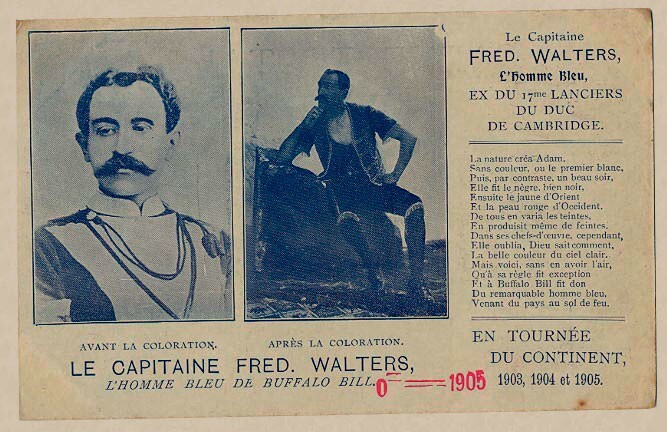 Le Capitaine
FRED. WALTERS,
L'Homme Bleu,
EX DU 17me LANCIERS
DU DUC
DE CAMBRIDGE.
La nature créa Adam,
Sans couleur, ou le premier blanc,
Puis, par contraste, un beau soir,
Elle fit le nègre, bien noir,
Ensuite le jaune d'Orient
Et la peau rouge d'Occident.
De tous en varia les teintes,
En produisit même de feintes.
Dans ses chefs-d'œuvre, cependant,
Elle oublia, Dieu sait comment,
La belle couleur du ciel clair.
Mais voici, sans en avoir l'air,
Qu'à sa règle fit exception
Et à Buffalo Bill fit don
Du remarquable homme bleu,
Venant du pays au sol de feu.
EN TOURNÉE
DU CONTINENT,
1903, 1904 et 1905.
AVANT LA COLORATION.
APRÈS LA COLORATION.
LE CAPITAINE FRED. WALTERS,
L'HOMME BLEU DE BUFFALO BILL.
1905